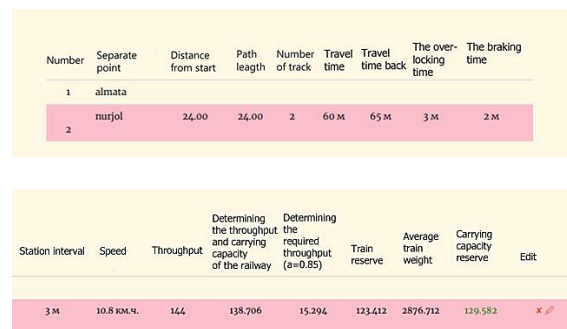 Number Separate point Distance from start Path leagth Number of track Travel time Travel time back The over-locking time The braking time
1 almata
2 nurjol 24.00 24.00 2 60 м 65 м 3 м 2 м
Station interval Speed Throughput Determining the throughput and carrying capacity of the railway Determining the required throughput (a=0.85) Train reserve Average train weight Carrying capacity reserve Edit
3 м 10.8 км.ч. 144 138.706 15.294 123.412 2876.712 129.582